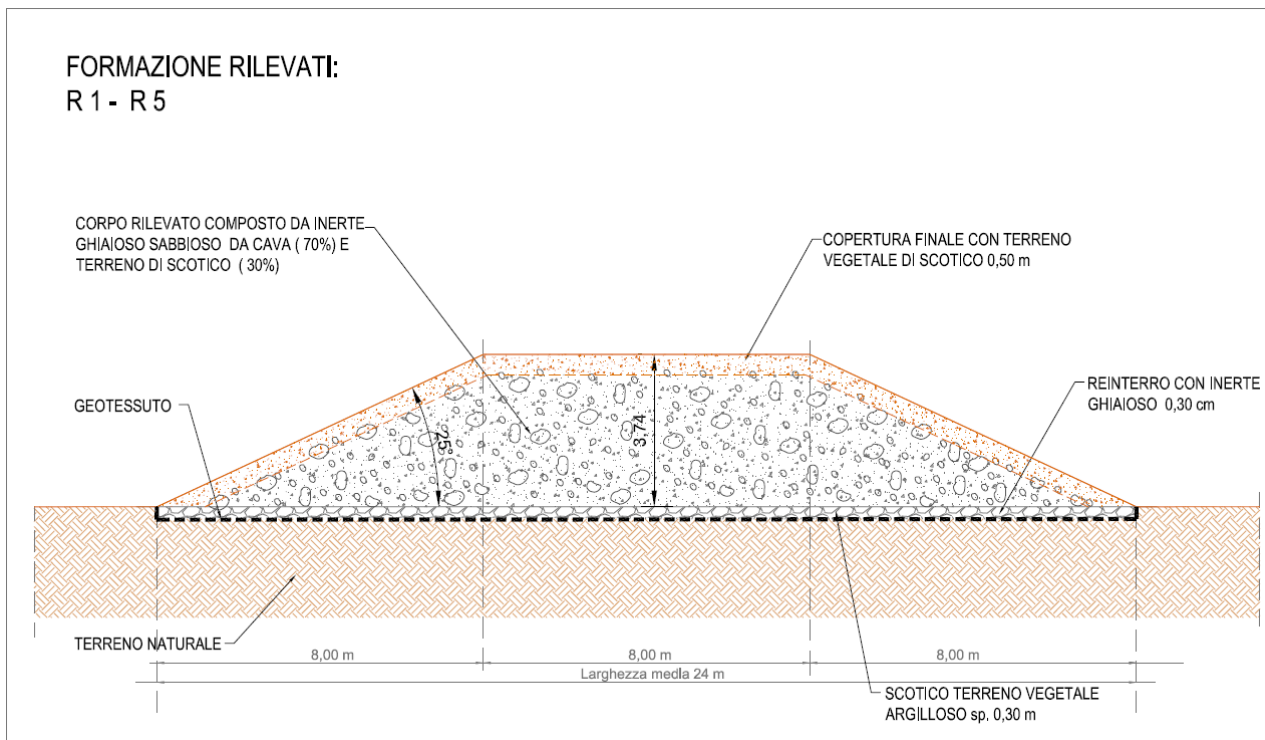 FORMAZIONE RILEVATI:
R 1 - R 5
CORPO RILEVATO COMPOSTO DA INERTE
GHIAIOSO SABBIOSO DA CAVA ( 70%) E
TERRENO DI SCOTICO ( 30%)
COPERTURA FINALE CON TERRENO
VEGETALE DI SCOTICO 0,50 m
REINTERRO CON INERTE
GHIAIOSO 0,30 cm
GEOTESSUTO
25°
3,74
TERRENO NATURALE
8,00 m
8,00 m
8,00 m
Larghezza media 24 m
SCOTICO TERRENO VEGETALE
ARGILLOSO sp. 0,30 m